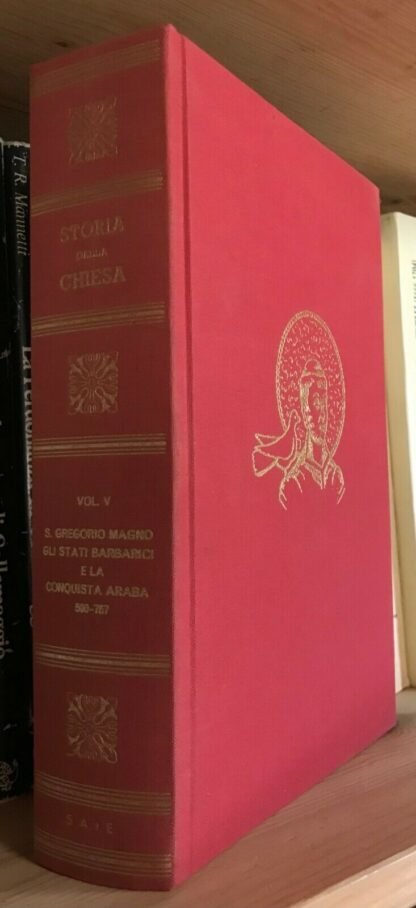 STORIA
DELLA
CHIESA
VOL. V
S. GREGORIO MAGNO
GLI STATI BARBARICI
E LA
CONQUISTA ARABA
590-757
SAIE
T. R. Mannetti